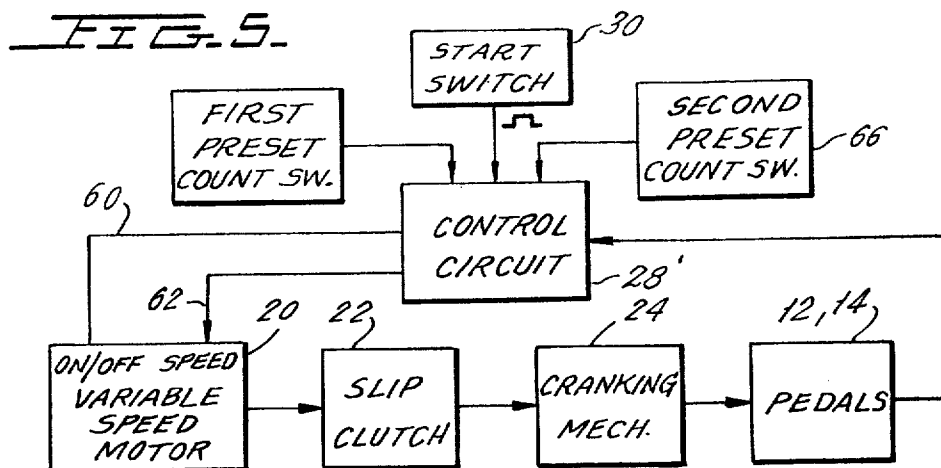 FIG. 5.
30
START
SWITCH
FIRST
PRESET
COUNT SW.
SECOND
PRESET
COUNT SW.
66
60
CONTROL
CIRCUIT
28'
62
20
22
24
12, 14
ON/OFF SPEED
VARIABLE
SPEED
MOTOR
SLIP
CLUTCH
CRANKING
MECH.
PEDALS